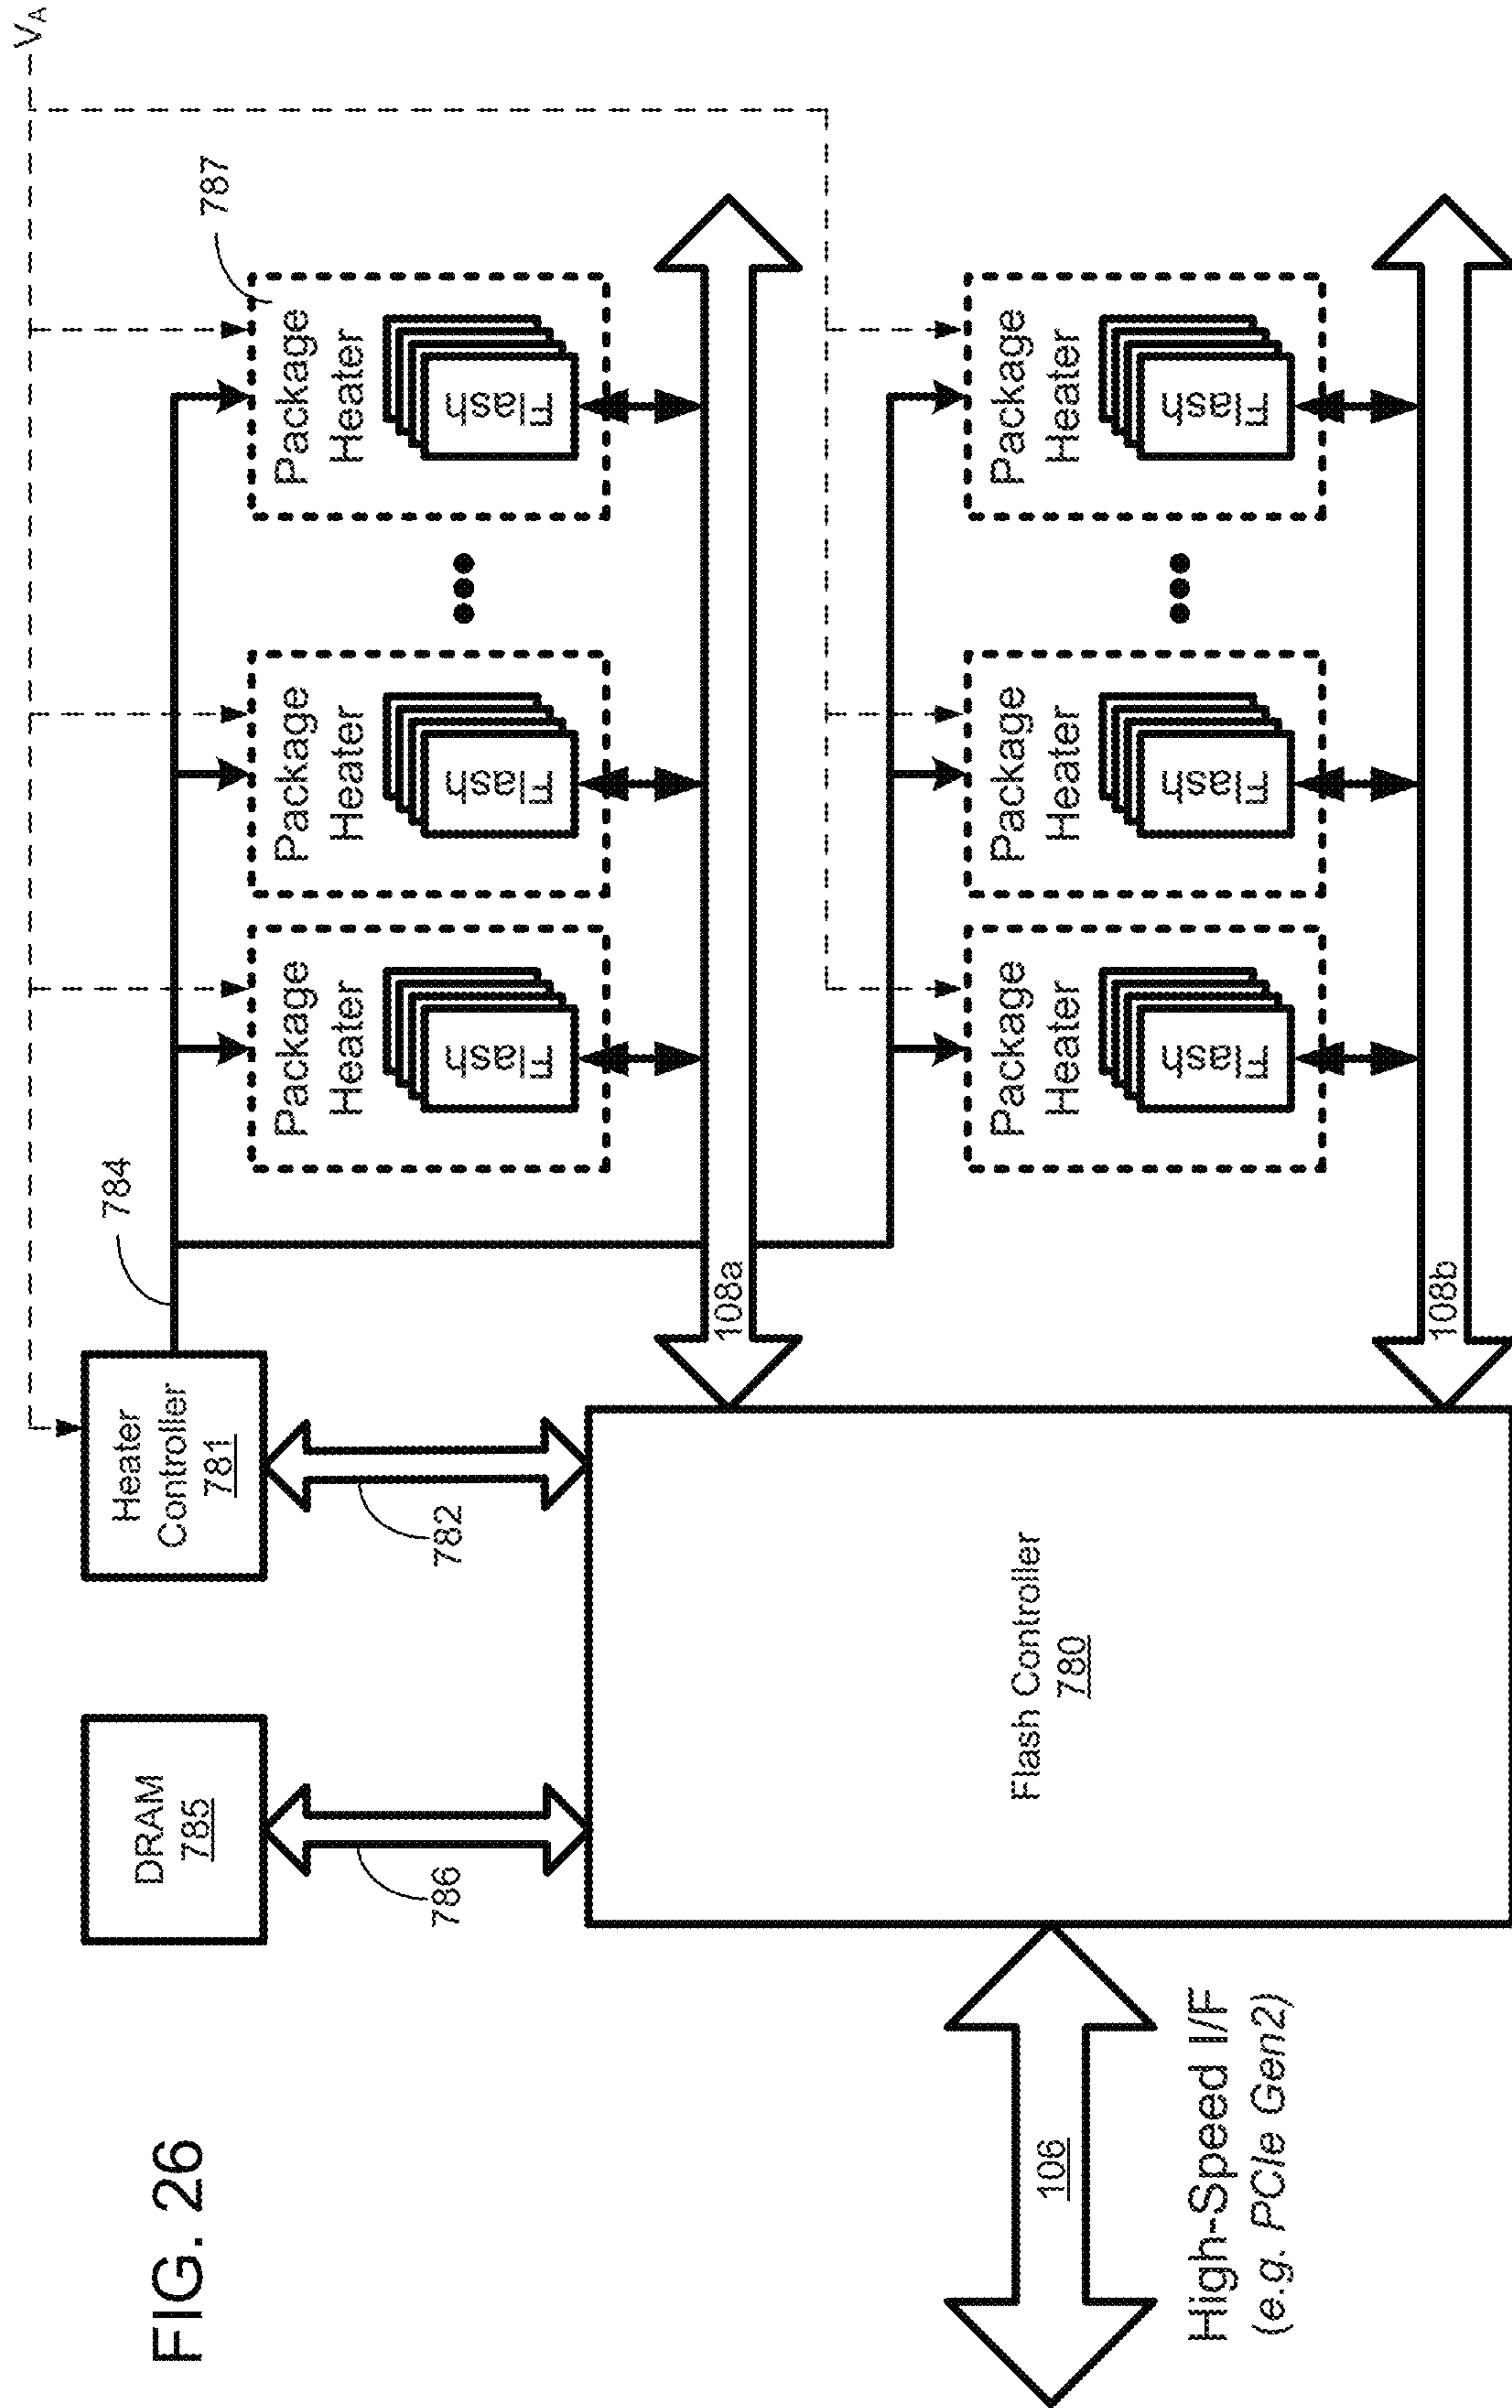 FIG. 26
V_A
DRAM
785
Heater
Controller
781
784
787
786
782
Package
Heater
Flash
Package
Heater
Flash
Package
Heater
Flash
106
High-Speed I/F
(e.g. PCIe Gen2)
Flash Controller
780
108a
Package
Heater
Flash
Package
Heater
Flash
Package
Heater
Flash
108b